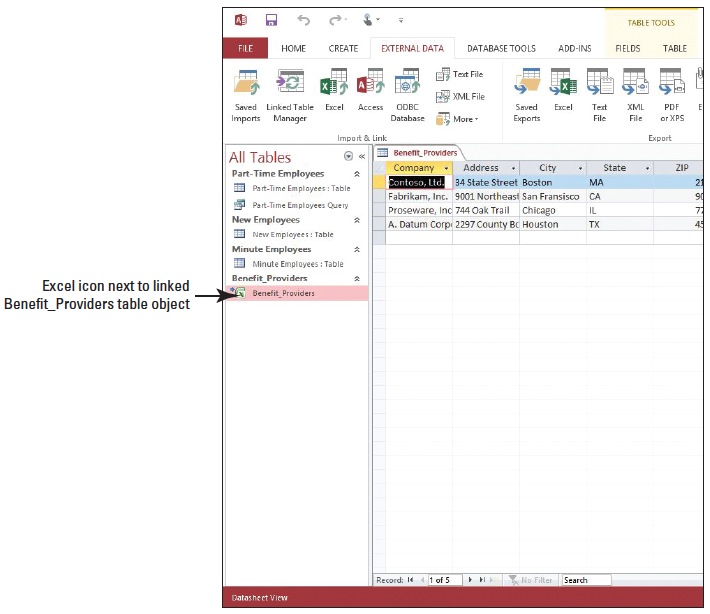 TABLE TOOLS
FILE HOME CREATE EXTERNAL DATA DATABASE TOOLS ADD-INS FIELDS TABLE
Saved Imports
Linked Table Manager
Excel
Access
ODBC Database
Text File
XML File
More
Saved Exports
Excel
Text File
XML File
PDF or XPS
Import & Link
Export
All Tables
Part-Time Employees
Part-Time Employees : Table
Part-Time Employees Query
New Employees
New Employees : Table
Minute Employees
Minute Employees : Table
Benefit_Providers
Benefit_Providers
Excel icon next to linked
Benefit_Providers table object
Benefit_Providers
Company Address City State ZIP
Contoso, Ltd. 34 State Street Boston MA 21
Fabrikam, Inc. 9001 Northeast San Fransisco CA 90
Proseware, Inc 744 Oak Trail Chicago IL 77
A. Datum Corp 2297 County Bo Houston TX 45
Record: 1 of 5 No Filter Search
Datasheet View